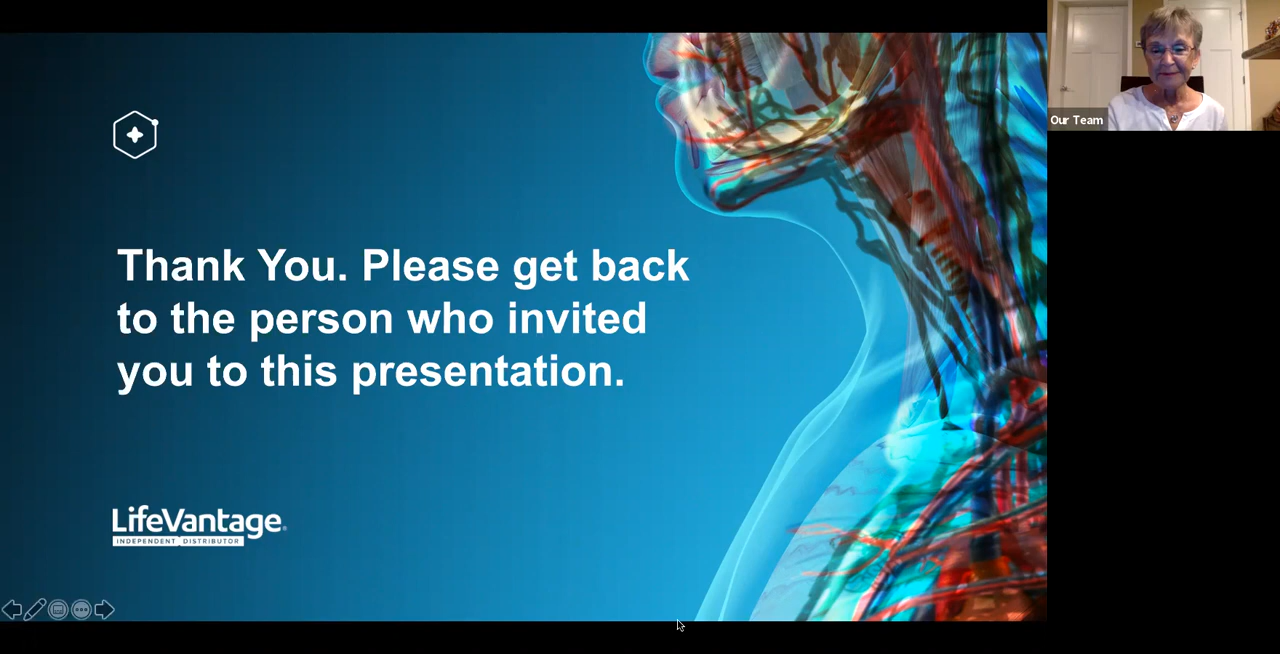 Our Team
Thank You. Please get back
to the person who invited
you to this presentation.
LifeVantage
INDEPENDENT DISTRIBUTOR